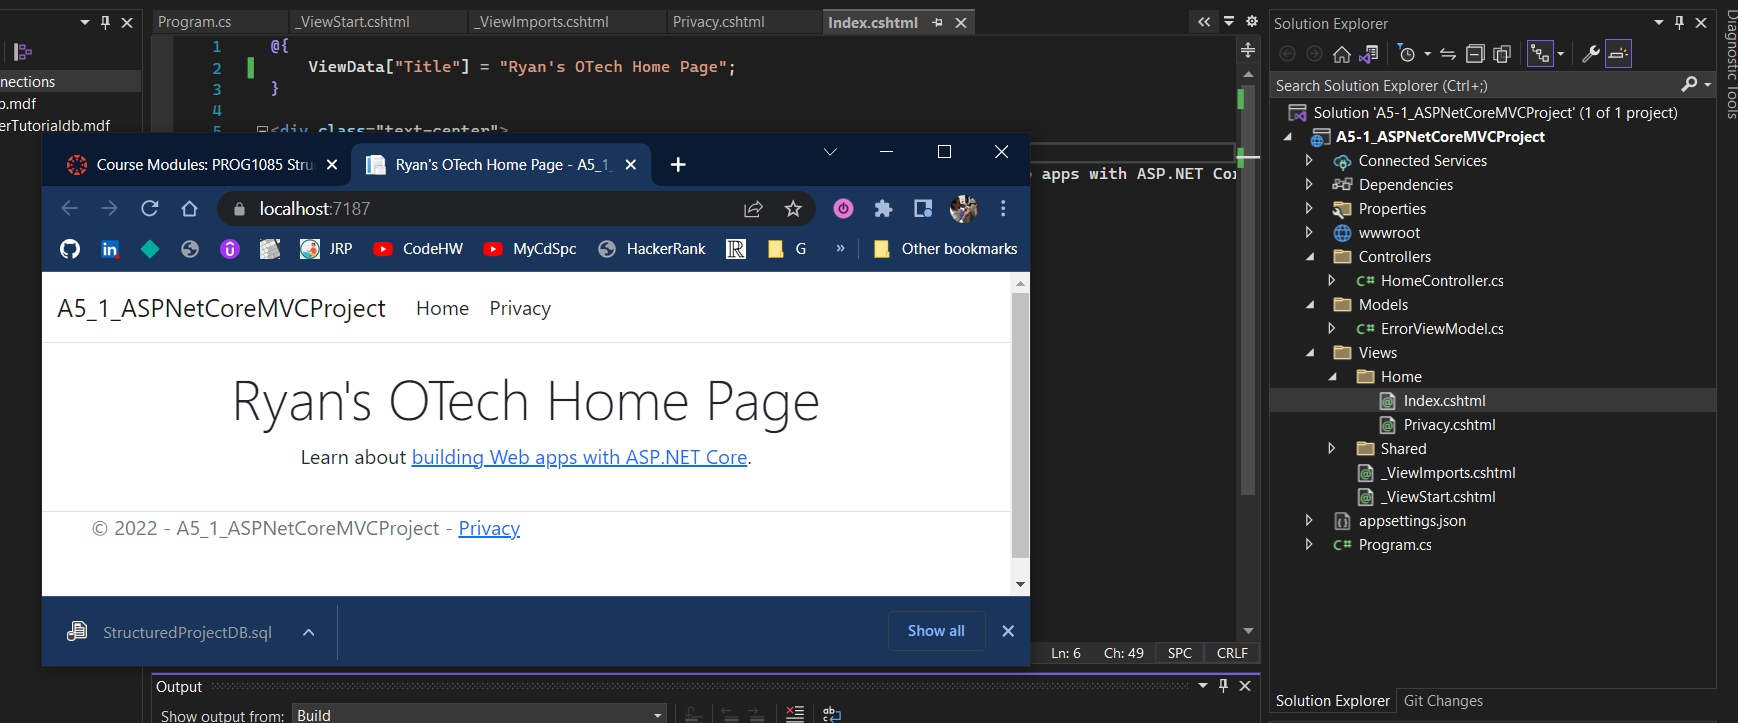 Program.cs
_ViewStart.cshtml
_ViewImports.cshtml
Privacy.cshtml
Index.cshtml
1 @{
2 ViewData["Title"] = "Ryan's OTech Home Page";
3 }
4
5 <div class="text-center">
apps with ASP.NET Cor
nections
b.mdf
erTutorialdb.mdf
Course Modules: PROG1085 Stru
Ryan's OTech Home Page - A5_1_
localhost:7187
JRP
CodeHW
MyCdSpc
HackerRank
G
»
Other bookmarks
A5_1_ASPNetCoreMVCProject
Home
Privacy
Ryan's OTech Home Page
Learn about building Web apps with ASP.NET Core.
© 2022 - A5_1_ASPNetCoreMVCProject - Privacy
StructuredProjectDB.sql
Show all
Ln: 6 Ch: 49 SPC CRLF
Output
Show output from: Build
Solution Explorer
Search Solution Explorer (Ctrl+;)
Solution 'A5-1_ASPNetCoreMVCProject' (1 of 1 project)
A5-1_ASPNetCoreMVCProject
Connected Services
Dependencies
Properties
wwwroot
Controllers
C# HomeController.cs
Models
C# ErrorViewModel.cs
Views
Home
Index.cshtml
Privacy.cshtml
Shared
_ViewImports.cshtml
_ViewStart.cshtml
appsettings.json
C# Program.cs
Solution Explorer
Git Changes
Diagnostic Tools